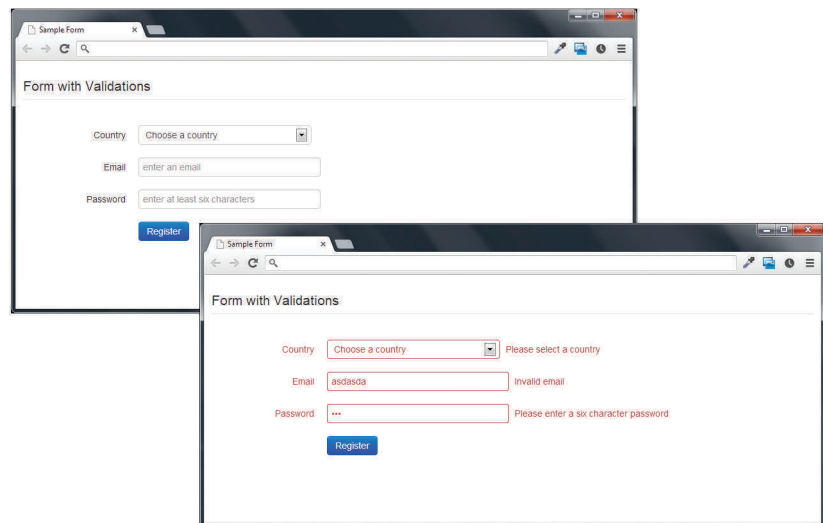 Sample Form
Form with Validations
Country
Choose a country
Email
enter an email
Password
enter at least six characters
Register
Sample Form
Form with Validations
Country
Choose a country
Please select a country
Email
asdasda
Invalid email
Password
•••
Please enter a six character password
Register